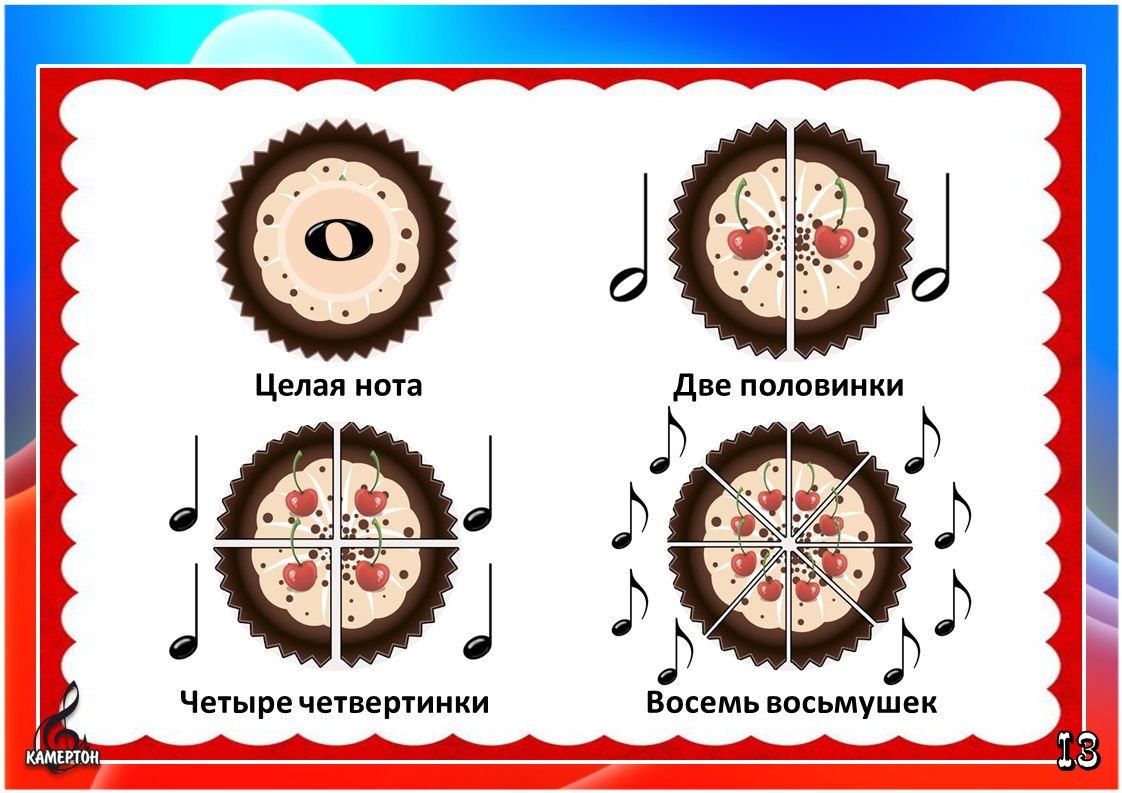 Целая нота
Две половинки
Четыре четвертинки
Восемь восьмушек
КАМЕРТОН
13